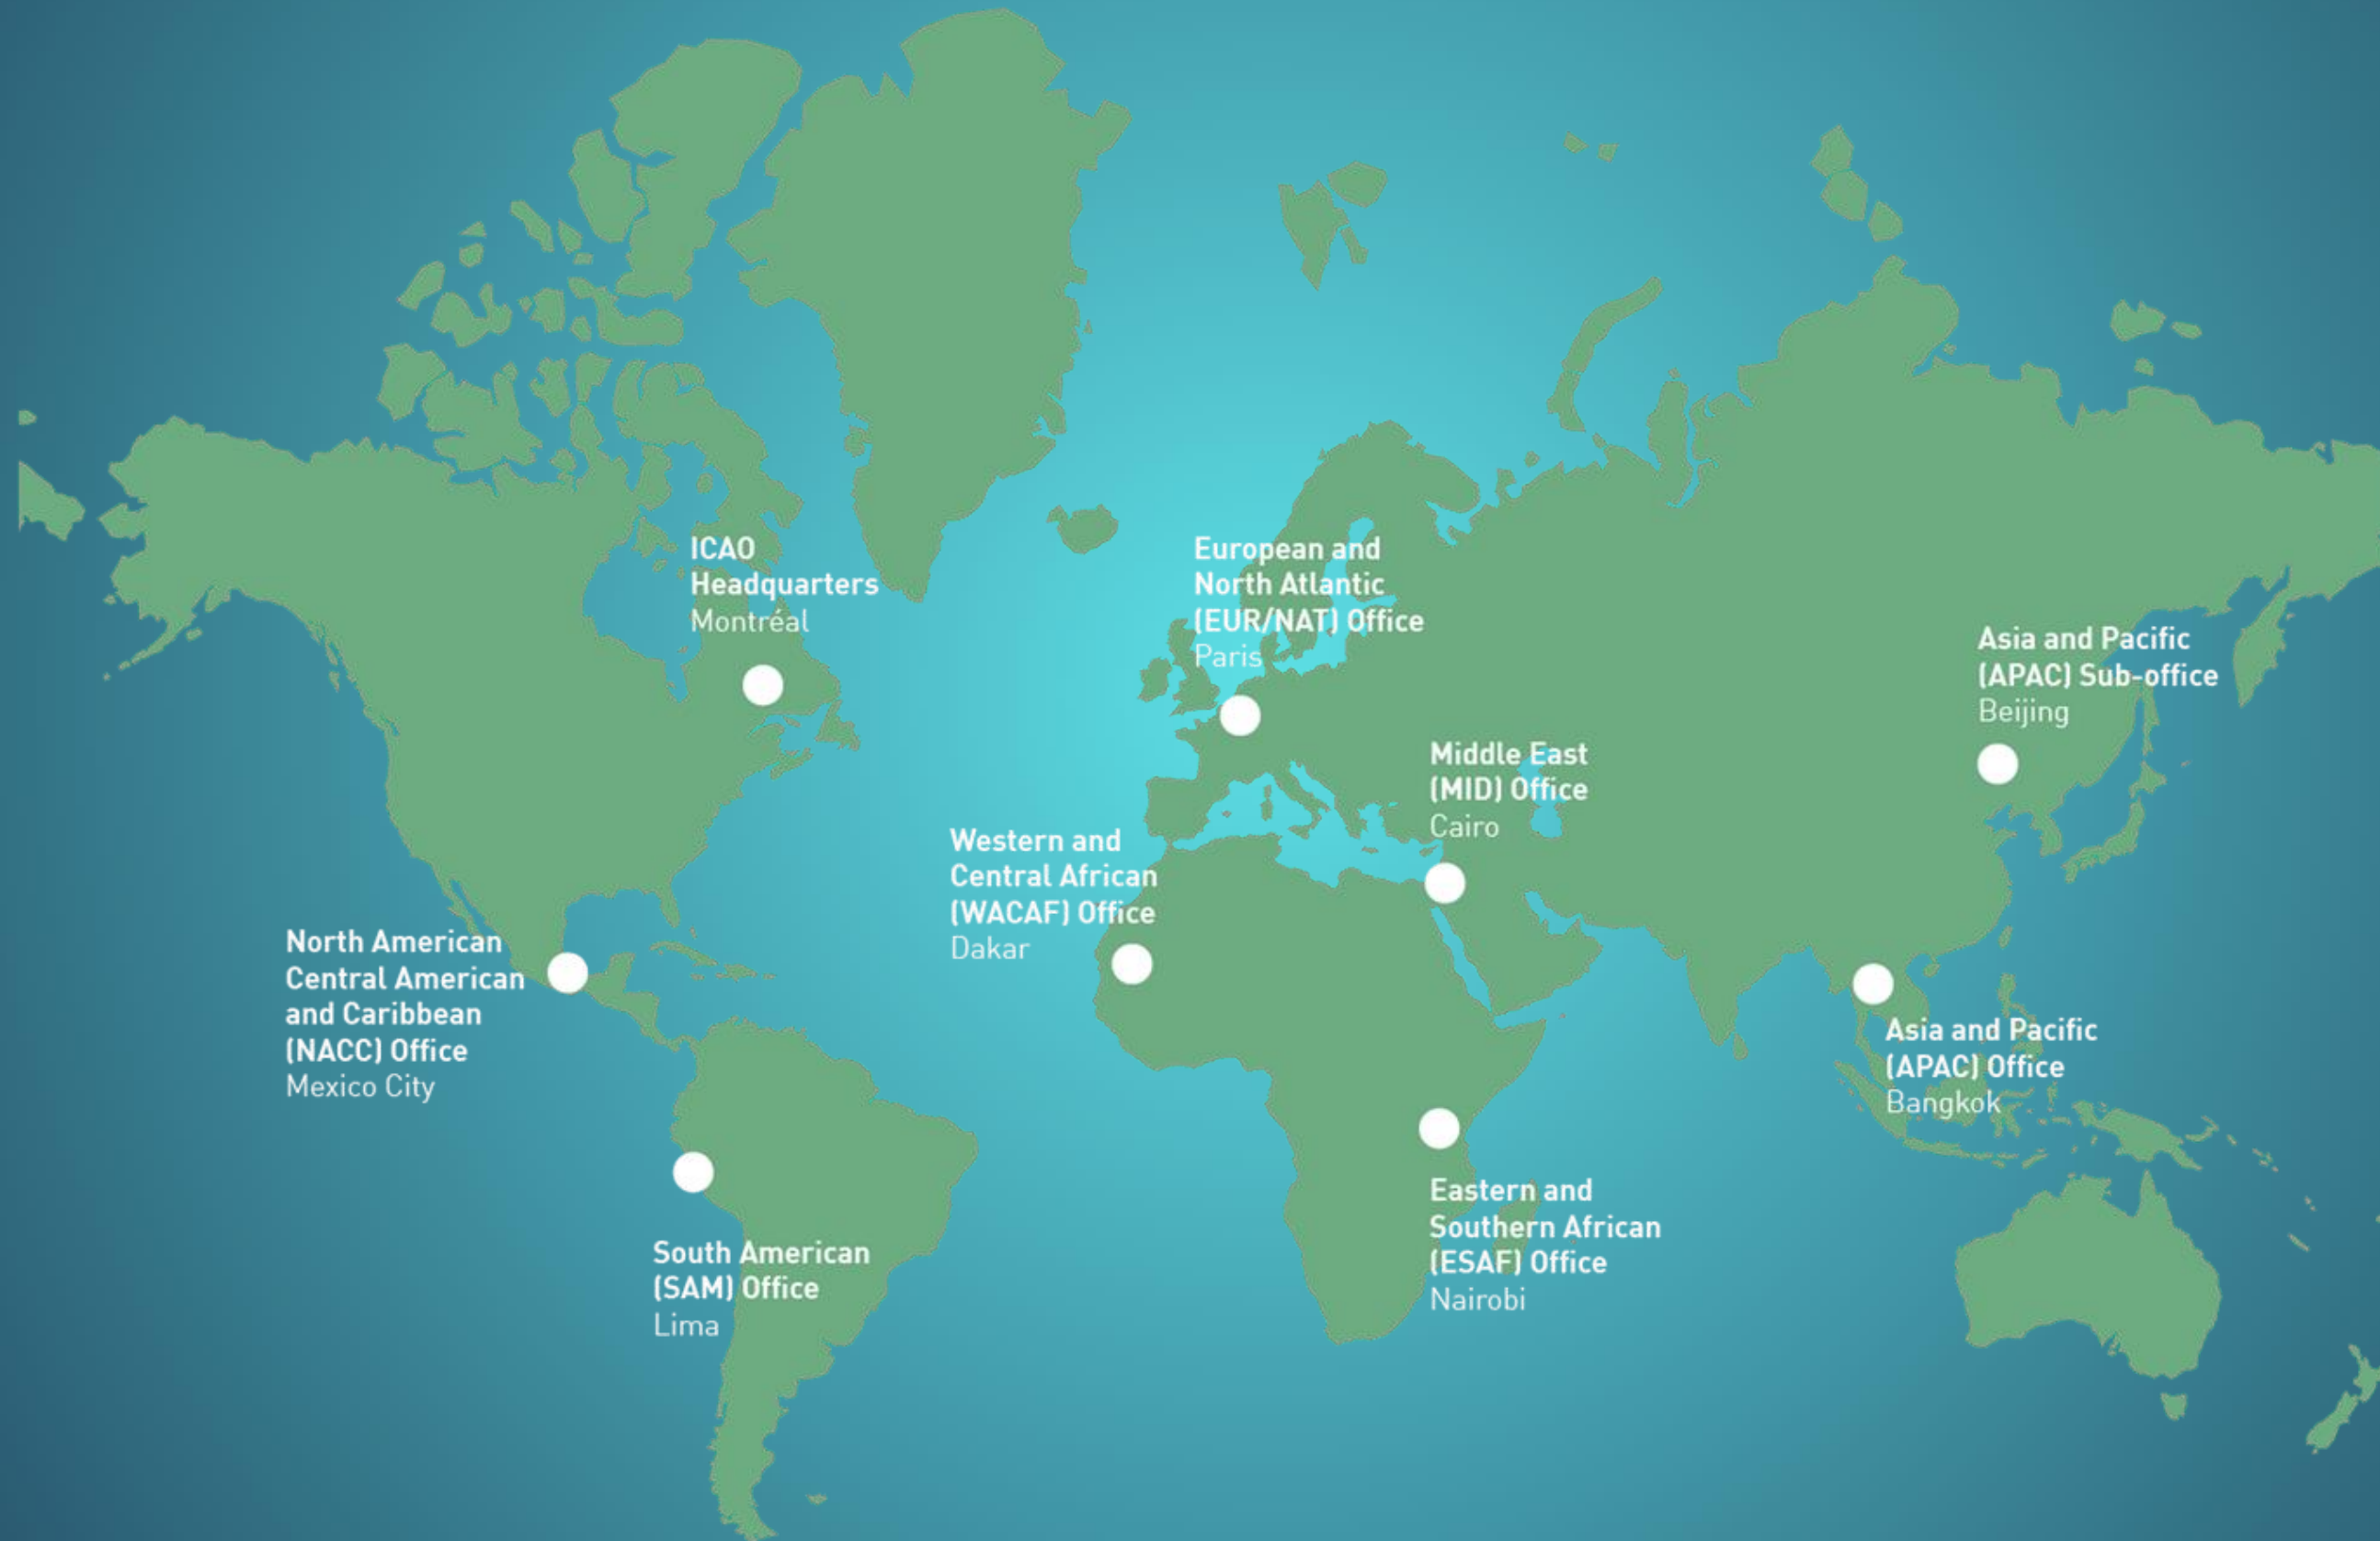 ICAO
Headquarters
Montréal
European and
North Atlantic
(EUR/NAT) Office
Paris
Asia and Pacific
(APAC) Sub-office
Beijing
Middle East
(MID) Office
Cairo
Western and
Central African
(WACAF) Office
Dakar
North American
Central American
and Caribbean
(NACC) Office
Mexico City
Asia and Pacific
(APAC) Office
Bangkok
Eastern and
Southern African
(ESAF) Office
Nairobi
South American
(SAM) Office
Lima